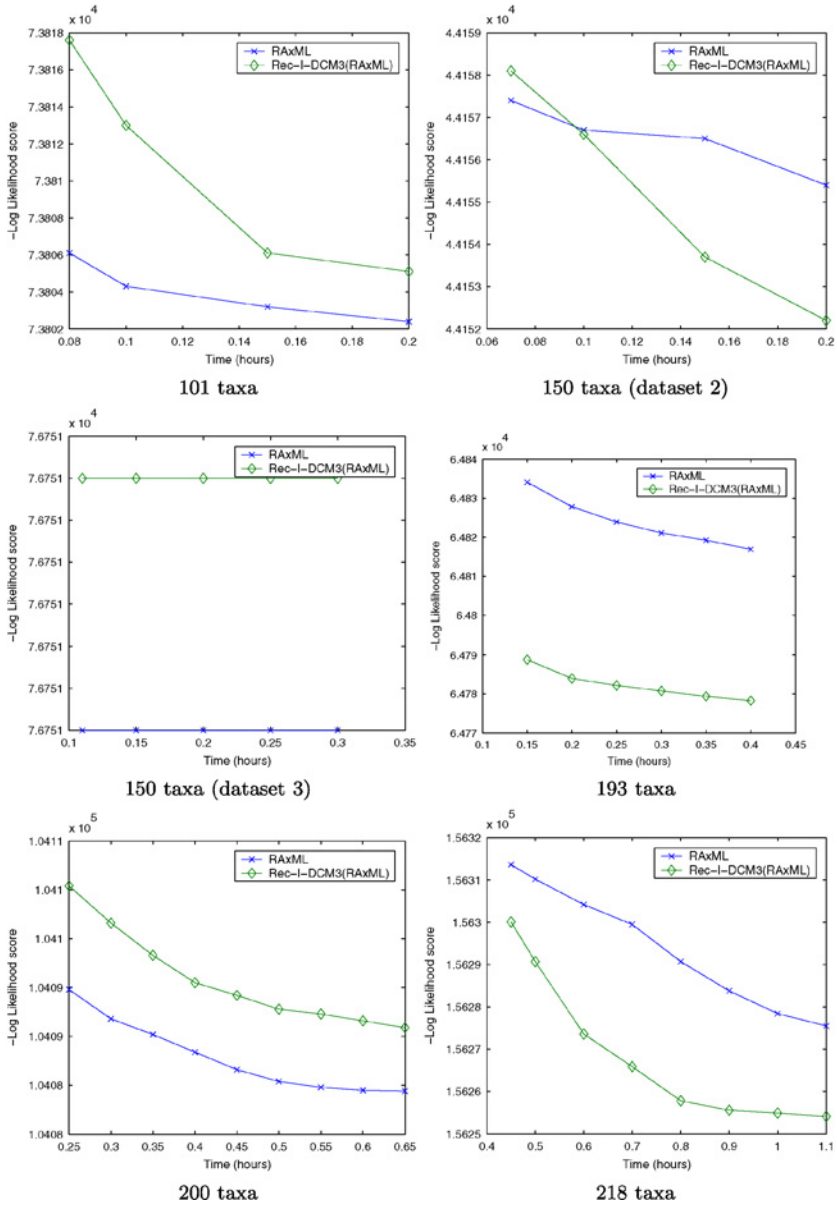 x 10⁴
7.3818
7.3816
7.3814
7.3812
7.381
7.3808
7.3806
7.3804
7.3802
0.08 0.1 0.12 0.14 0.16 0.18 0.2
−Log Likelihood score
Time (hours)
RAxML
Rec−I−DCM3(RAxML)
101 taxa
x 10⁴
4.4159
4.4158
4.4157
4.4156
4.4155
4.4154
4.4153
4.4152
0.06 0.08 0.1 0.12 0.14 0.16 0.18 0.2
−Log Likelihood score
Time (hours)
RAxML
Rec−I−DCM3(RAxML)
150 taxa (dataset 2)
x 10⁴
7.6751
7.6751
7.6751
7.6751
7.6751
7.6751
7.6751
7.6751
0.1 0.15 0.2 0.25 0.3 0.35
−Log Likelihood score
Time (hours)
RAxML
Rec−I−DCM3(RAxML)
150 taxa (dataset 3)
x 10⁴
6.484
6.483
6.482
6.481
6.48
6.479
6.478
6.477
0.1 0.15 0.2 0.25 0.3 0.35 0.4 0.45
−Log Likelihood score
Time (hours)
RAxML
Rec−I−DCM3(RAxML)
193 taxa
x 10⁵
1.0411
1.041
1.041
1.0409
1.0409
1.0408
1.0408
0.25 0.3 0.35 0.4 0.45 0.5 0.55 0.6 0.65
−Log Likelihood score
Time (hours)
RAxML
Rec−I−DCM3(RAxML)
200 taxa
x 10⁵
1.5632
1.5631
1.563
1.5629
1.5628
1.5627
1.5626
1.5625
0.4 0.5 0.6 0.7 0.8 0.9 1 1.1
−Log Likelihood score
Time (hours)
RAxML
Rec−I−DCM3(RAxML)
218 taxa